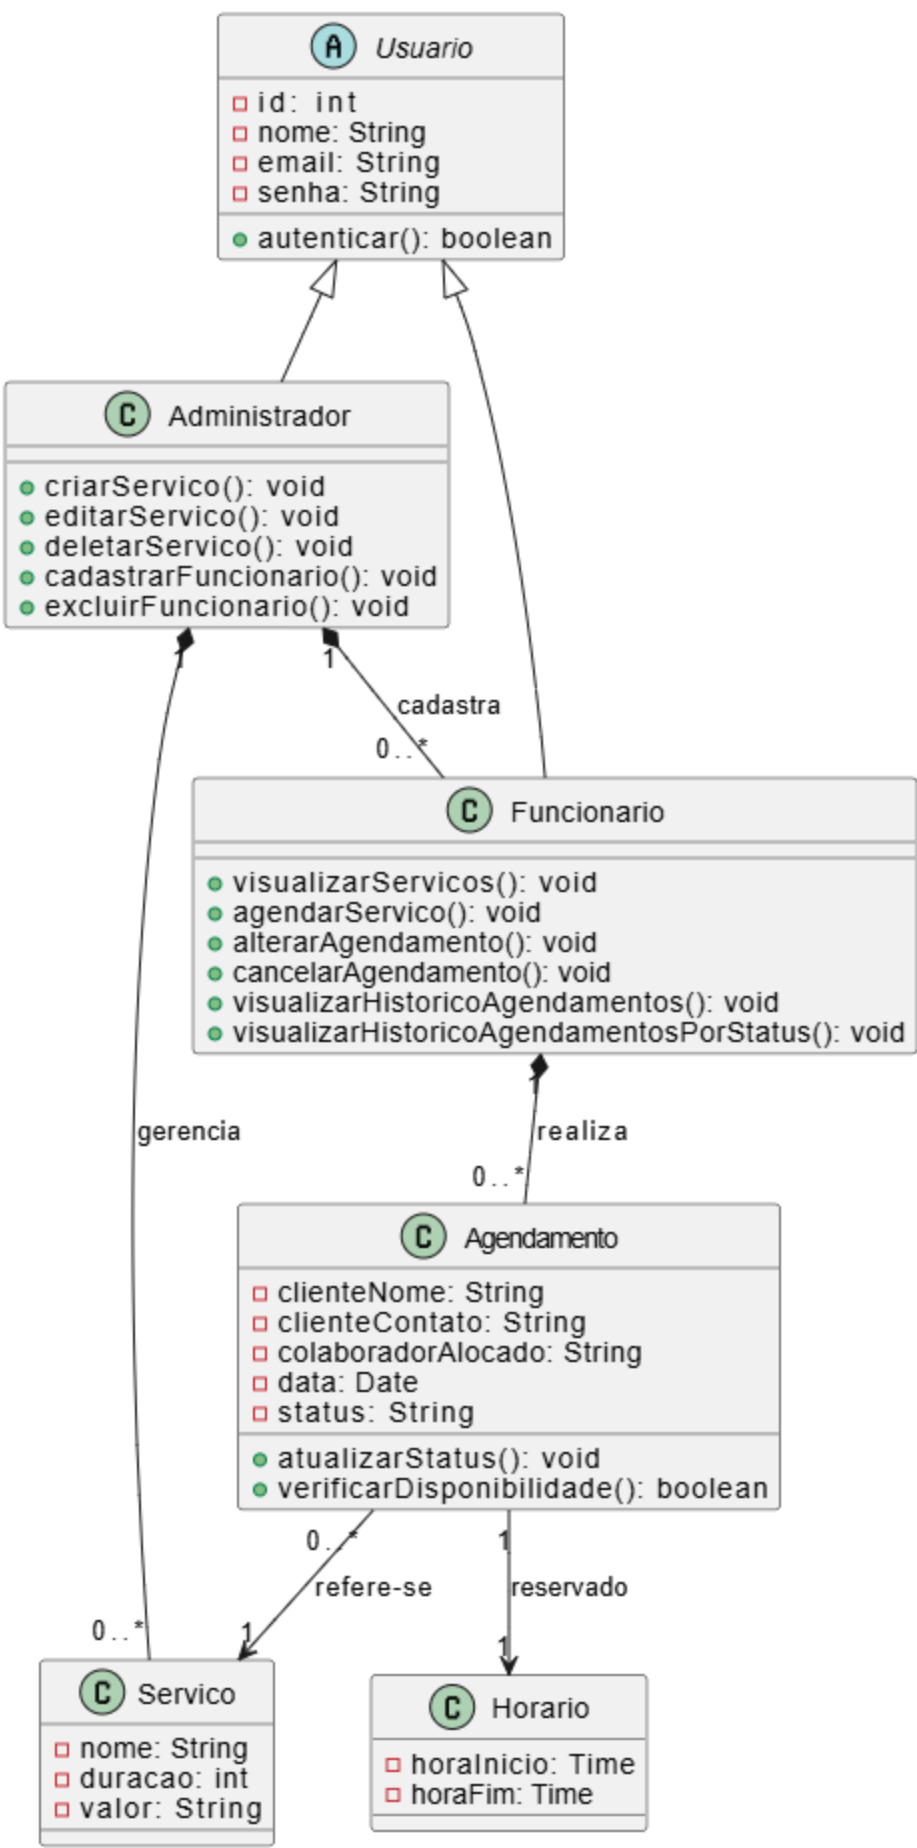 A Usuario
id: int
nome: String
email: String
senha: String
autenticar(): boolean
C Administrador
criarServico(): void
editarServico(): void
deletarServico(): void
cadastrarFuncionario(): void
excluirFuncionario(): void
1
1
cadastra
0..*
C Funcionario
visualizarServicos(): void
agendarServico(): void
alterarAgendamento(): void
cancelarAgendamento(): void
visualizarHistoricoAgendamentos(): void
visualizarHistoricoAgendamentosPorStatus(): void
1
gerencia
realiza
0..*
C Agendamento
clienteNome: String
clienteContato: String
colaboradorAlocado: String
data: Date
status: String
atualizarStatus(): void
verificarDisponibilidade(): boolean
0..*
1
refere-se
reservado
0..*
1
1
C Servico
nome: String
duracao: int
valor: String
C Horario
horaInicio: Time
horaFim: Time